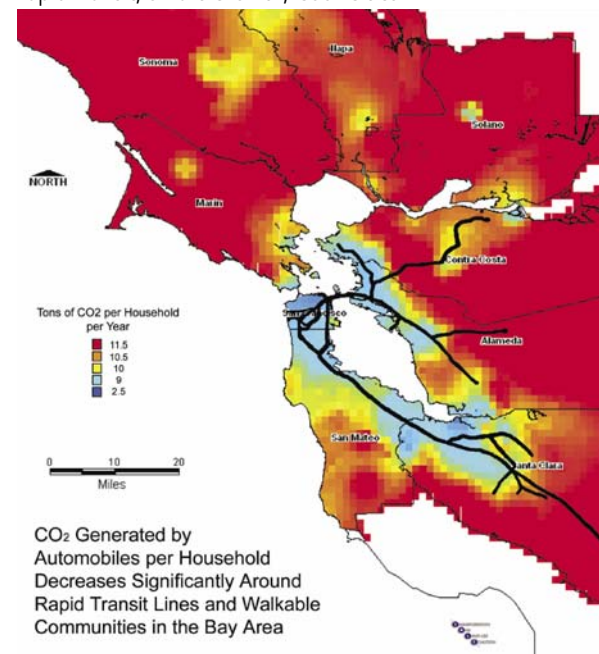 Sonoma
Napa
Solano
NORTH
Marin
Contra Costa
Tons of CO2 per Household
per Year
11.5
10.5
10
9
2.5
San Francisco
Alameda
San Mateo
Santa Clara
0 10 20
Miles
CO2 Generated by
Automobiles per Household
Decreases Significantly Around
Rapid Transit Lines and Walkable
Communities in the Bay Area